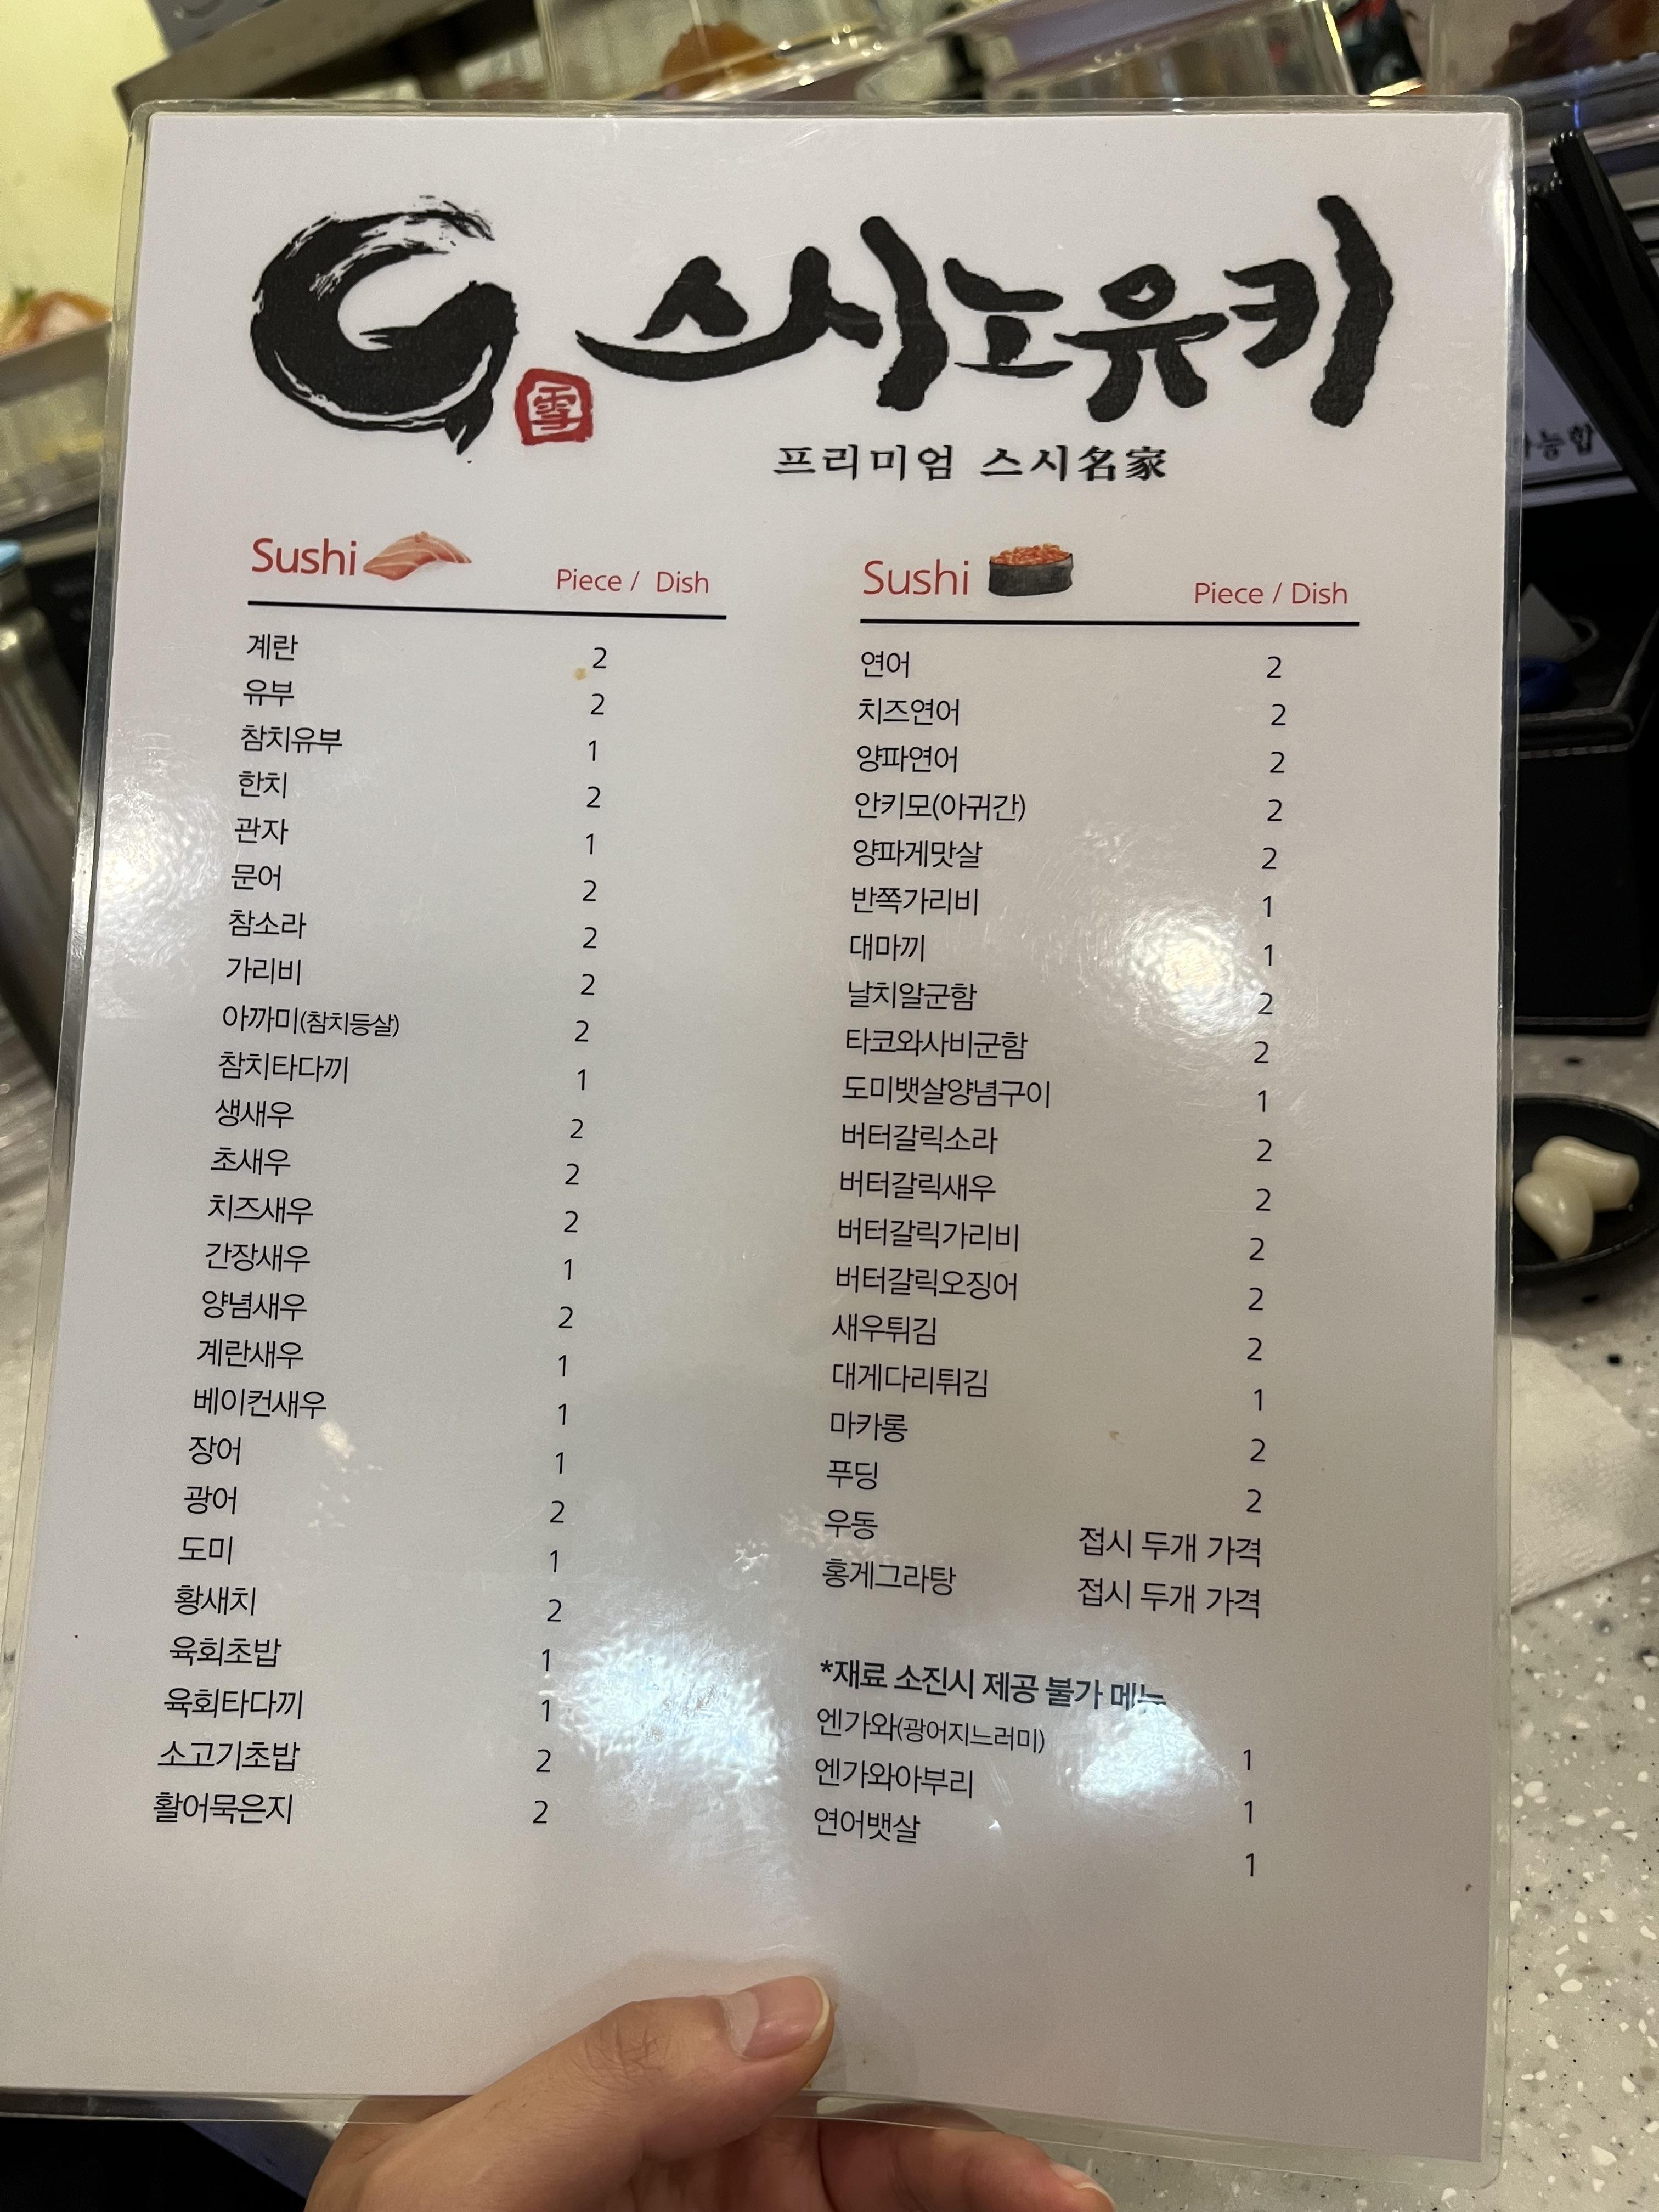 스시노유키
雪
프리미엄 스시名家
Sushi Piece / Dish
계란 2
유부 2
참치유부 1
한치 2
관자 1
문어 2
참소라 2
가리비 2
아까미(참치등살) 2
참치타다끼 1
생새우 2
초새우 2
치즈새우 2
간장새우 1
양념새우 2
계란새우 1
베이컨새우 1
장어 1
광어 2
도미 1
황새치 2
육회초밥 1
육회타다끼 1
소고기초밥 2
활어묵은지 2
Sushi Piece / Dish
연어 2
치즈연어 2
양파연어 2
안키모(아귀간) 2
양파게맛살 2
반쪽가리비 1
대마끼 1
날치알군함 2
타코와사비군함 2
도미뱃살양념구이 1
버터갈릭소라 2
버터갈릭새우 2
버터갈릭가리비 2
버터갈릭오징어 2
새우튀김 2
대게다리튀김 1
마카롱 2
푸딩 2
우동 접시 두개 가격
홍게그라탕 접시 두개 가격
*재료 소진시 제공 불가 메뉴
엔가와(광어지느러미) 1
엔가와아부리 1
연어뱃살 1